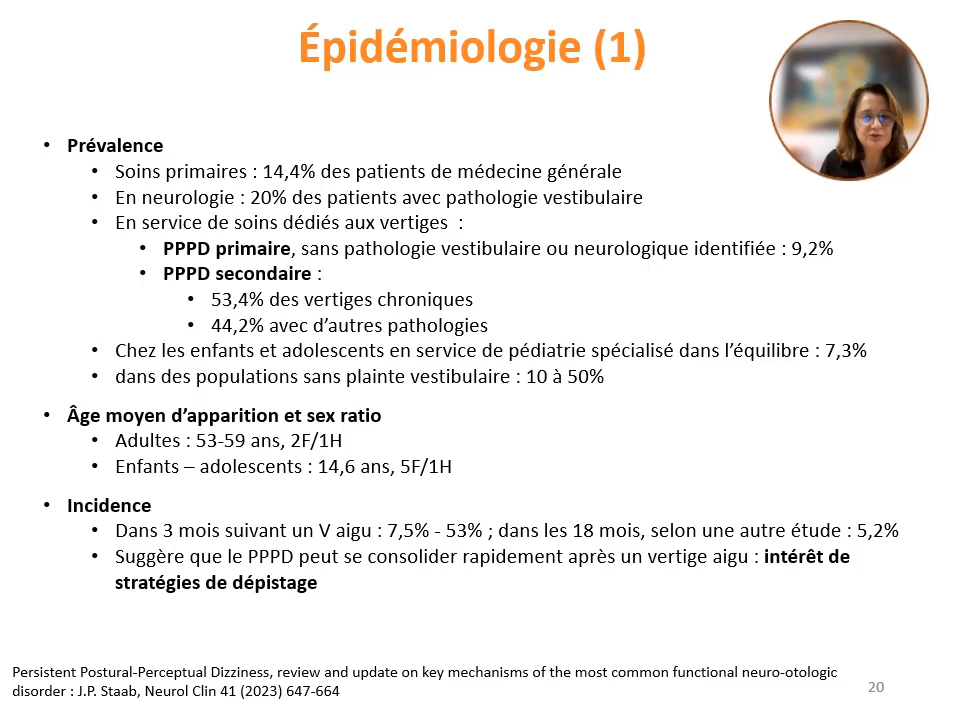 Épidémiologie (1)
• Prévalence
• Soins primaires : 14,4% des patients de médecine générale
• En neurologie : 20% des patients avec pathologie vestibulaire
• En service de soins dédiés aux vertiges :
• PPPD primaire, sans pathologie vestibulaire ou neurologique identifiée : 9,2%
• PPPD secondaire :
• 53,4% des vertiges chroniques
• 44,2% avec d’autres pathologies
• Chez les enfants et adolescents en service de pédiatrie spécialisé dans l’équilibre : 7,3%
• dans des populations sans plainte vestibulaire : 10 à 50%
• Âge moyen d’apparition et sex ratio
• Adultes : 53-59 ans, 2F/1H
• Enfants – adolescents : 14,6 ans, 5F/1H
• Incidence
• Dans 3 mois suivant un V aigu : 7,5% - 53% ; dans les 18 mois, selon une autre étude : 5,2%
• Suggère que le PPPD peut se consolider rapidement après un vertige aigu : intérêt de
stratégies de dépistage
Persistent Postural-Perceptual Dizziness, review and update on key mechanisms of the most common functional neuro-otologic
disorder : J.P. Staab, Neurol Clin 41 (2023) 647-664
20